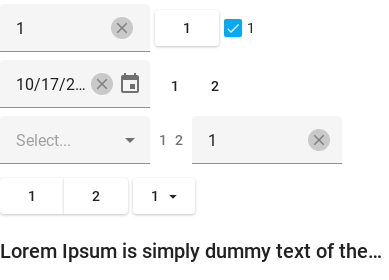 1 1 1
10/17/2... 1 2
Select... 1 2 1
1 2 1
Lorem Ipsum is simply dummy text of the...